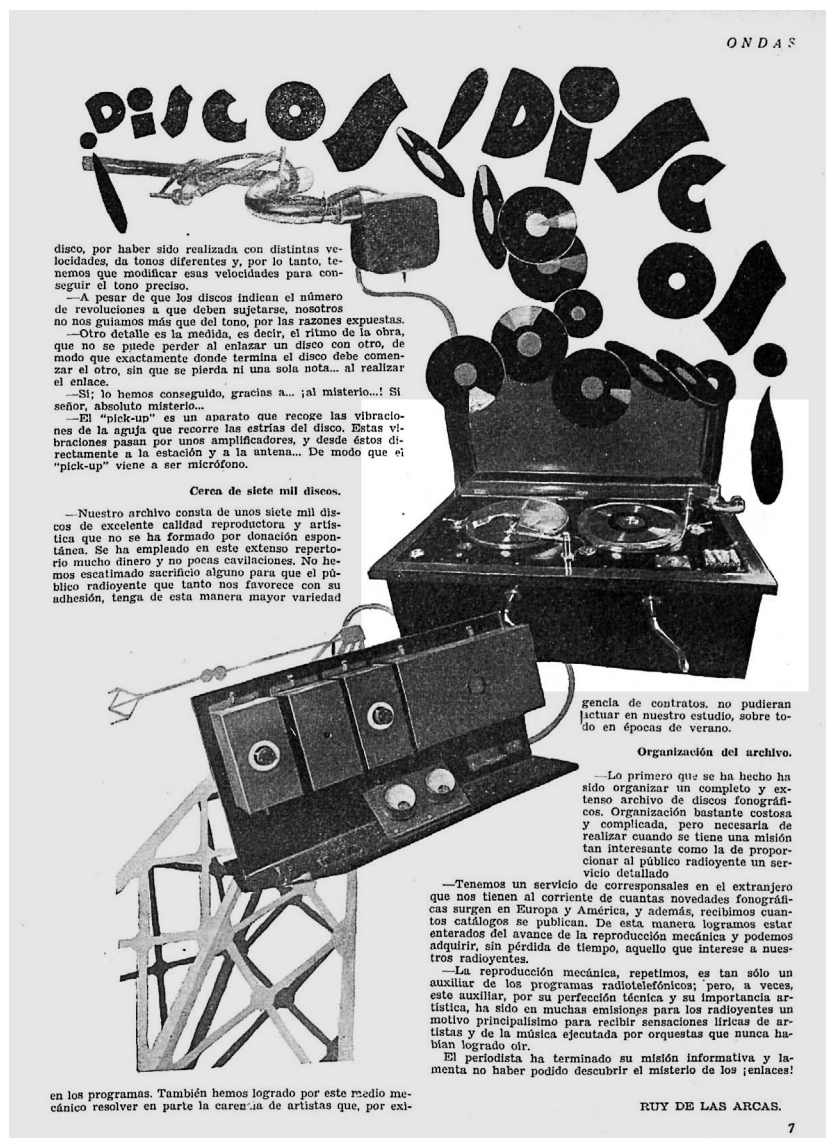 ONDAS
¡DISCOS! ¡DISCOS!
disco, por haber sido realizada con distintas ve-
locidades, da tonos diferentes y, por lo tanto, te-
nemos que modificar esas velocidades para con-
seguir el tono preciso.
—A pesar de que los discos indican el número
de revoluciones a que deben sujetarse, nosotros
no nos guiamos más que del tono, por las razones expuestas.
—Otro detalle es la medida, es decir, el ritmo de la obra,
que no se puede perder al enlazar un disco con otro, de
modo que exactamente donde termina el disco debe comen-
zar el otro, sin que se pierda ni una sola nota... al realizar
el enlace.
—Sí; lo hemos conseguido, gracias a... ¡al misterio...! Sí
señor, absoluto misterio...
—El "pick-up" es un aparato que recoge las vibracio-
nes de la aguja que recorre las estrías del disco. Estas vi-
braciones pasan por unos amplificadores, y desde éstos di-
rectamente a la estación y a la antena... De modo que el
"pick-up" viene a ser micrófono.
Cerca de siete mil discos.
—Nuestro archivo consta de unos siete mil dis-
cos de excelente calidad reproductora y artís-
tica que no se ha formado por donación espon-
tánea. Se ha empleado en este extenso reperto-
rio mucho dinero y no pocas cavilaciones. No he-
mos escatimado sacrificio alguno para que el pú-
blico radioyente que tanto nos favorece con su
adhesión, tenga de esta manera mayor variedad
en los programas. También hemos logrado por este medio me-
cánico resolver en parte la carencia de artistas que, por exi-
gencia de contratos, no pudieran
actuar en nuestro estudio, sobre to-
do en épocas de verano.
Organización del archivo.
—Lo primero que se ha hecho ha
sido organizar un completo y ex-
tenso archivo de discos fonográfi-
cos. Organización bastante costosa
y complicada, pero necesaria de
realizar cuando se tiene una misión
tan interesante como la de propor-
cionar al público radioyente un ser-
vicio detallado
—Tenemos un servicio de corresponsales en el extranjero
que nos tienen al corriente de cuantas novedades fonográfi-
cas surgen en Europa y América, y además, recibimos cuan-
tos catálogos se publican. De esta manera logramos estar
enterados del avance de la reproducción mecánica y podemos
adquirir, sin pérdida de tiempo, aquello que interese a nues-
tros radioyentes.
—La reproducción mecánica, repetimos, es tan sólo un
auxiliar de los programas radiotelefónicos; pero, a veces,
este auxiliar, por su perfección técnica y su importancia ar-
tística, ha sido en muchas emisiones para los radioyentes un
motivo principalísimo para recibir sensaciones líricas de ar-
tistas y de la música ejecutada por orquestas que nunca ha-
bían logrado oír.
El periodista ha terminado su misión informativa y la-
menta no haber podido descubrir el misterio de los ¡enlaces!
RUY DE LAS ARCAS.
7